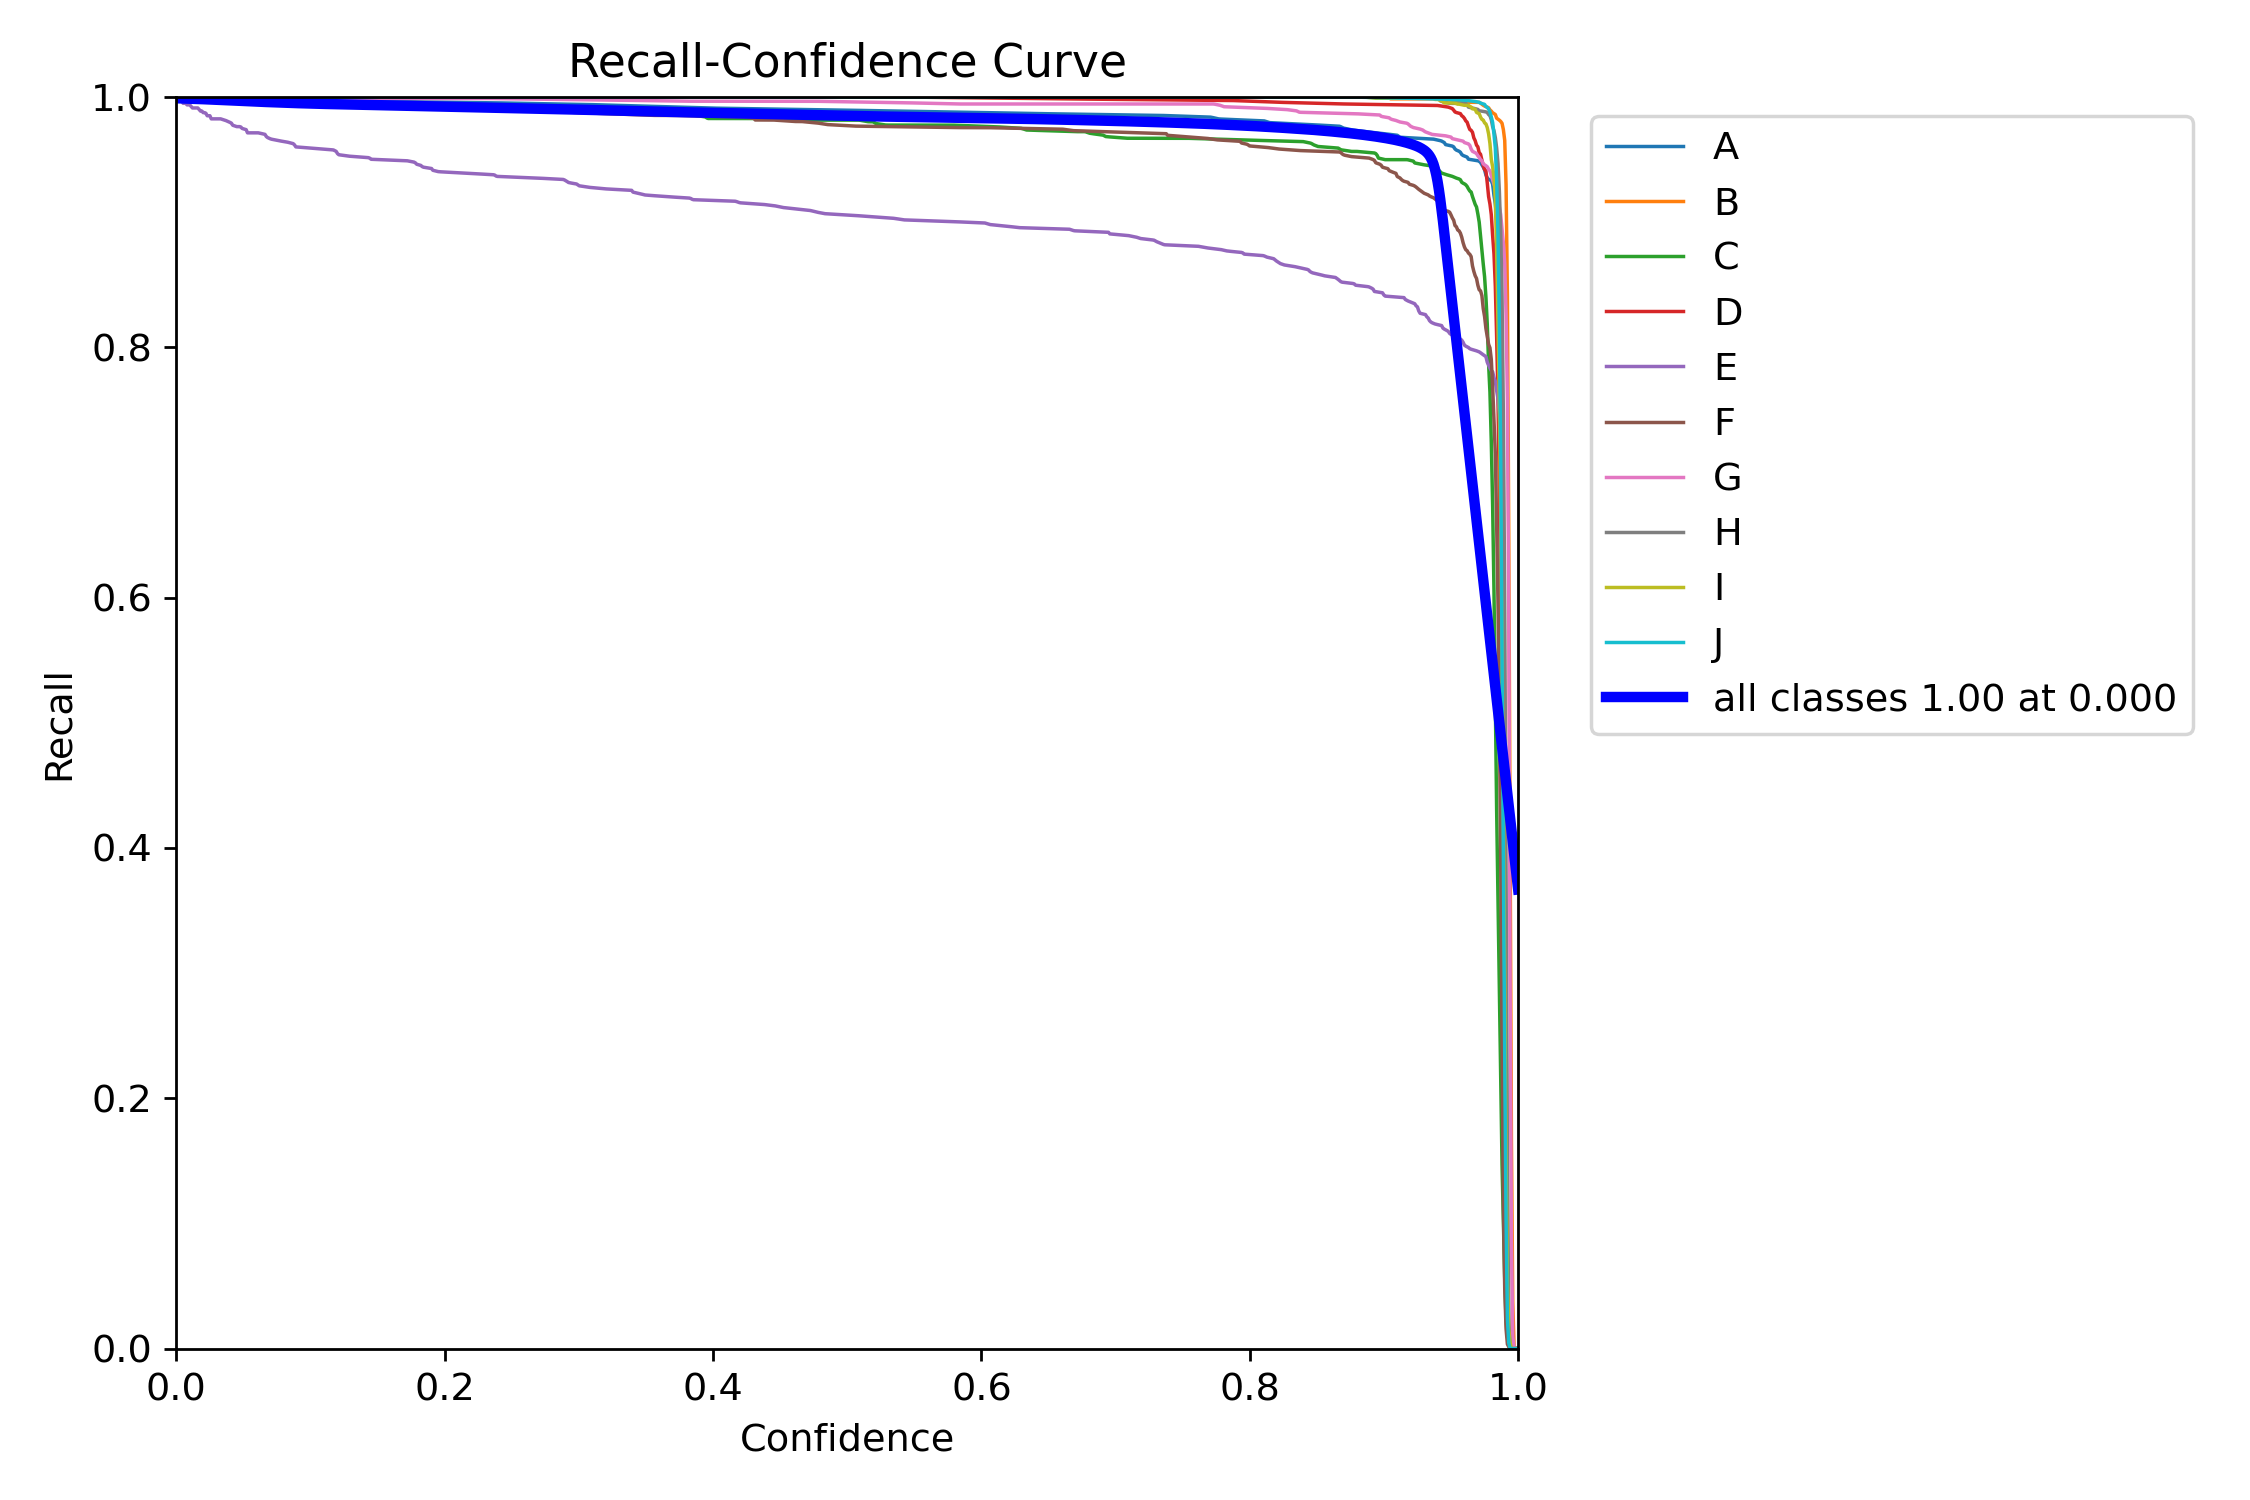 Recall-Confidence Curve
1.0
0.8
0.6
0.4
0.2
0.0
Recall
0.0 0.2 0.4 0.6 0.8 1.0
Confidence
A
B
C
D
E
F
G
H
I
J
all classes 1.00 at 0.000